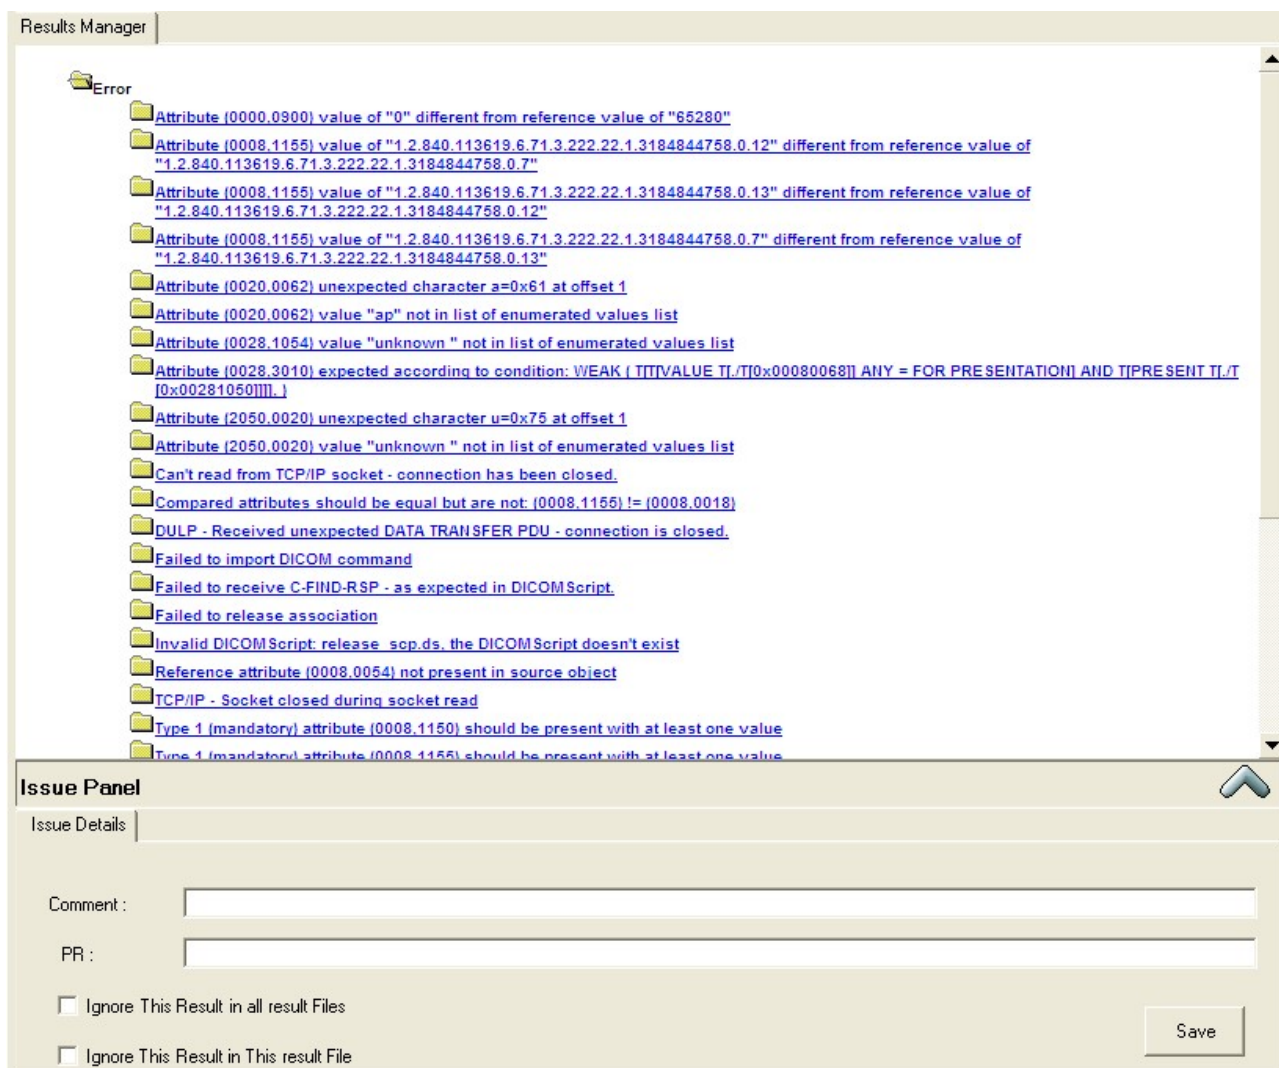 Results Manager
Error
Attribute (0000,0900) value of "0" different from reference value of "65280"
Attribute (0008,1155) value of "1.2.840.113619.6.71.3.222.22.1.3184844758.0.12" different from reference value of
"1.2.840.113619.6.71.3.222.22.1.3184844758.0.7"
Attribute (0008,1155) value of "1.2.840.113619.6.71.3.222.22.1.3184844758.0.13" different from reference value of
"1.2.840.113619.6.71.3.222.22.1.3184844758.0.12"
Attribute (0008,1155) value of "1.2.840.113619.6.71.3.222.22.1.3184844758.0.7" different from reference value of
"1.2.840.113619.6.71.3.222.22.1.3184844758.0.13"
Attribute (0020,0062) unexpected character a=0x61 at offset 1
Attribute (0020,0062) value "ap" not in list of enumerated values list
Attribute (0028,1054) value "unknown " not in list of enumerated values list
Attribute (0028,3010) expected according to condition: WEAK ( T[T[VALUE T[./T[0x00080068]] ANY = FOR PRESENTATION] AND T[PRESENT T[./T
[0x00281050]]]]. )
Attribute (2050,0020) unexpected character u=0x75 at offset 1
Attribute (2050,0020) value "unknown " not in list of enumerated values list
Can't read from TCP/IP socket - connection has been closed.
Compared attributes should be equal but are not: (0008,1155) != (0008,0018)
DULP - Received unexpected DATA TRANSFER PDU - connection is closed.
Failed to import DICOM command
Failed to receive C-FIND-RSP - as expected in DICOMScript.
Failed to release association
Invalid DICOMScript: release_scp.ds, the DICOMScript doesn't exist
Reference attribute (0008,0054) not present in source object
TCP/IP - Socket closed during socket read
Type 1 (mandatory) attribute (0008,1150) should be present with at least one value
Type 1 (mandatory) attribute (0008,1155) should be present with at least one value
Issue Panel
Issue Details
Comment :
PR :
Ignore This Result in all result Files
Save
Ignore This Result in This result File